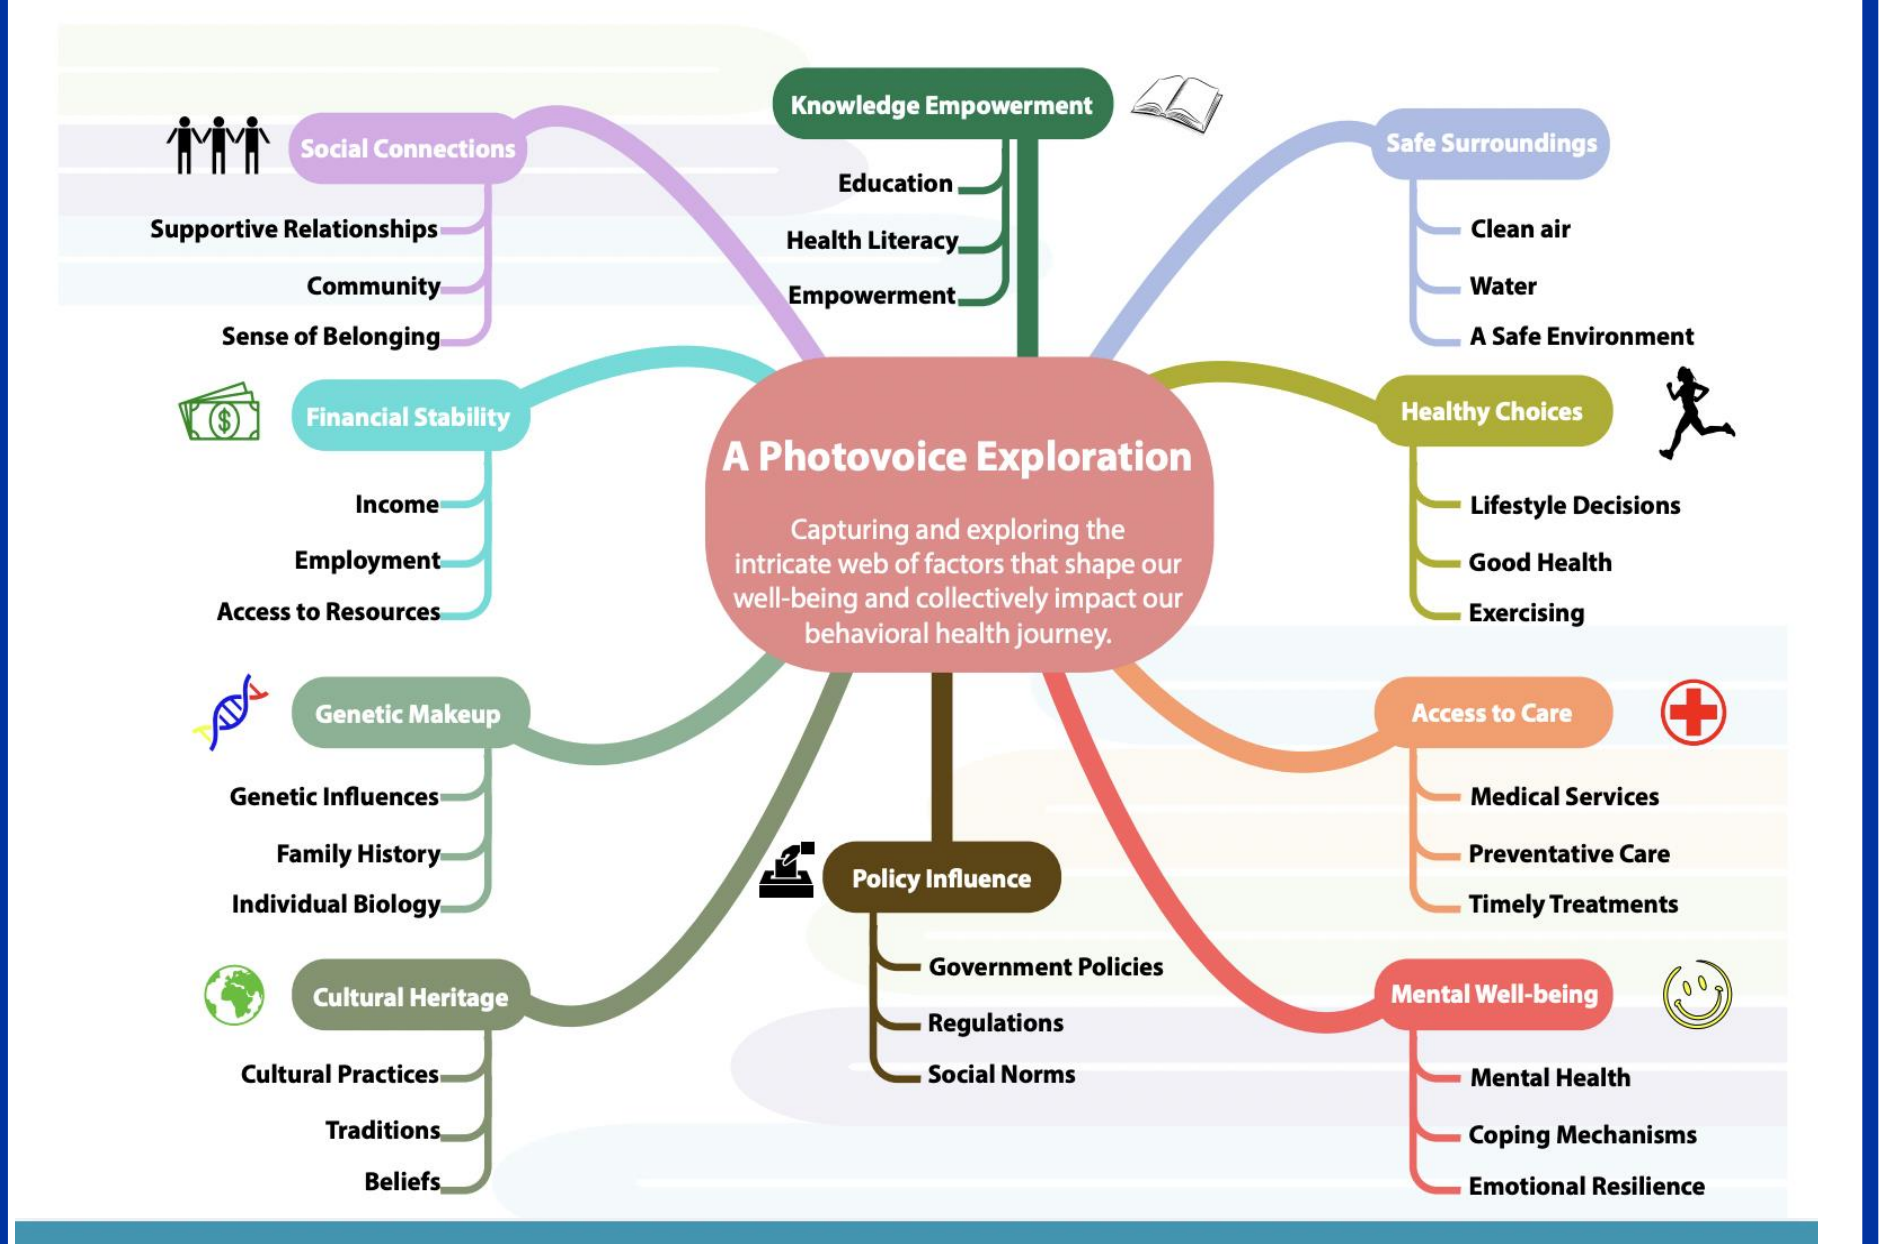 Knowledge Empowerment
Education
Health Literacy
Empowerment
Social Connections
Supportive Relationships
Community
Sense of Belonging
Safe Surroundings
Clean air
Water
A Safe Environment
Financial Stability
Income
Employment
Access to Resources
A Photovoice Exploration
Capturing and exploring the
intricate web of factors that shape our
well-being and collectively impact our
behavioral health journey.
Healthy Choices
Lifestyle Decisions
Good Health
Exercising
Genetic Makeup
Genetic Influences
Family History
Individual Biology
Access to Care
Medical Services
Preventative Care
Timely Treatments
Cultural Heritage
Cultural Practices
Traditions
Beliefs
Policy Influence
Government Policies
Regulations
Social Norms
Mental Well-being
Mental Health
Coping Mechanisms
Emotional Resilience